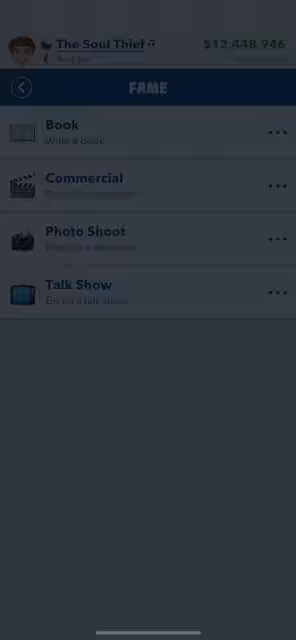 The Soul Thief
$12,448,946
FAME
Book
Write a book
Commercial
Photo Shoot
Talk Show
Go on a talk show